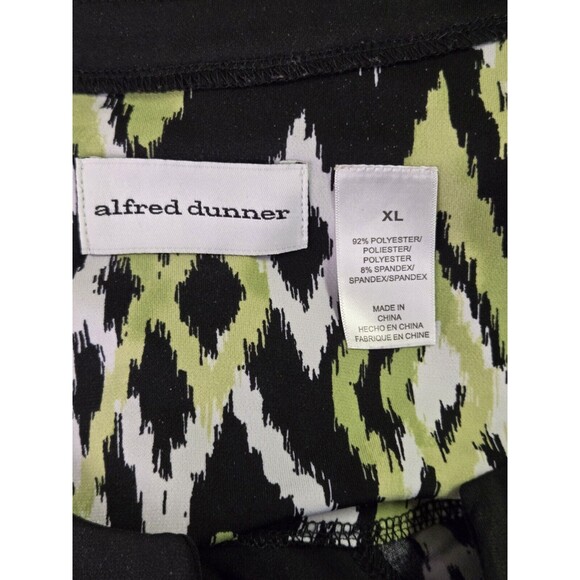 alfred dunner
XL
92% POLYESTER/
POLIESTER/
POLYESTER
8% SPANDEX/
SPANDEX/SPANDEX
MADE IN
CHINA
HECHO EN CHINA
FABRIQUE EN CHINE